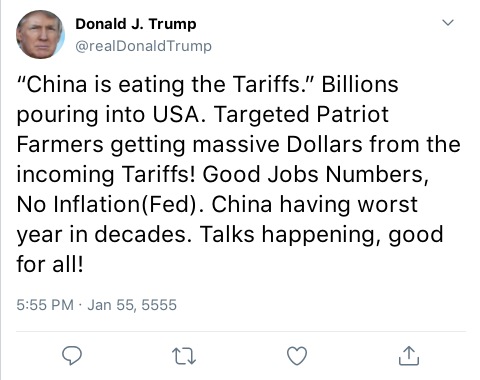 Donald J. Trump
@realDonaldTrump
“China is eating the Tariffs.” Billions
pouring into USA. Targeted Patriot
Farmers getting massive Dollars from the
incoming Tariffs! Good Jobs Numbers,
No Inflation(Fed). China having worst
year in decades. Talks happening, good
for all!
5:55 PM · Jan 55, 5555